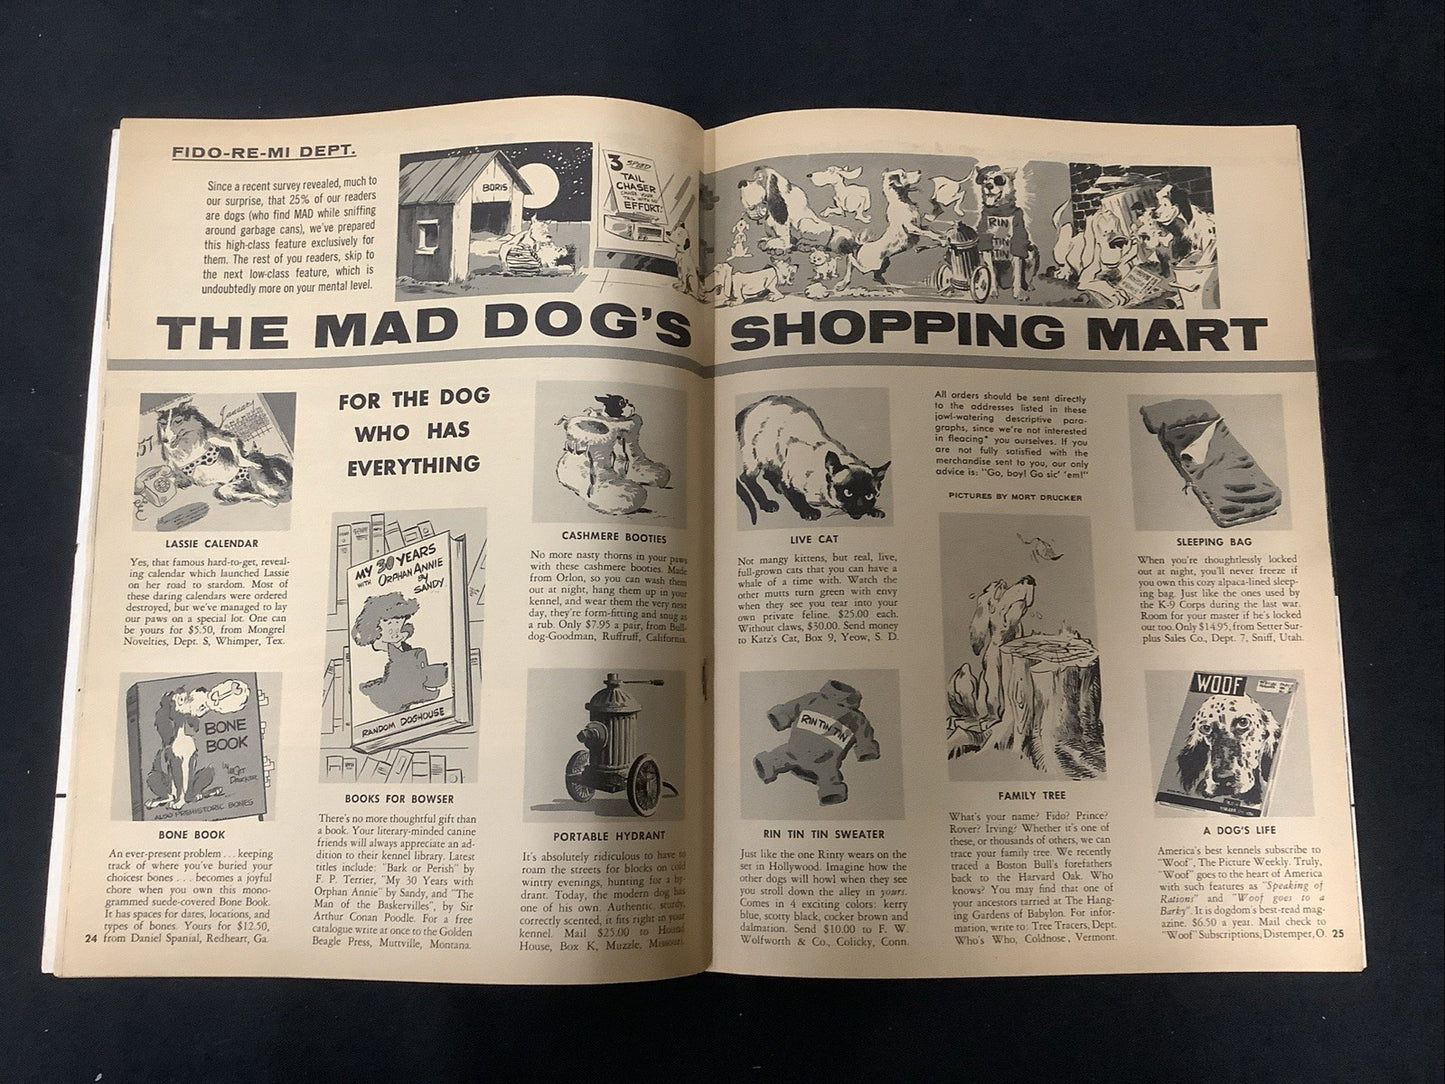 FIDO-RE-MI DEPT.
Since a recent survey revealed, much to
our surprise, that 25% of our readers
are dogs (who find MAD while sniffing
around garbage cans), we've prepared
this high-class feature exclusively for
them. The rest of you readers, skip to
the next low-class feature, which is
undoubtedly more on your mental level.
BORIS
3 SPEED
TAIL
CHASER
CHASE YOUR
TAIL WITH NO
EFFORT!
RIN
TIN
TIN
THE MAD DOG'S SHOPPING MART
January
57
LASSIE CALENDAR
Yes, that famous hard-to-get, reveal-
ing calendar which launched Lassie
on her road to stardom. Most of
these daring calendars were ordered
destroyed, but we've managed to lay
our paws on a special lot. One can
be yours for $5.50, from Mongrel
Novelties, Dept. S, Whimper, Tex.
BONE
BOOK
by
MORT
DRUCKER
ALSO PREHISTORIC BONES
BONE BOOK
An ever-present problem . . . keeping
track of where you've buried your
choicest bones . . . becomes a joyful
chore when you own this mono-
grammed suede-covered Bone Book.
It has spaces for dates, locations, and
types of bones. Yours for $12.50,
from Daniel Spanial, Redheart, Ga.
24
FOR THE DOG
WHO HAS
EVERYTHING
MY 30 YEARS
WITH ORPHAN ANNIE
BY
SANDY
RANDOM DOGHOUSE
BOOKS FOR BOWSER
There's no more thoughtful gift than
a book. Your literary-minded canine
friends will always appreciate an ad-
dition to their kennel library. Latest
titles include: "Bark or Perish" by
F. P. Terrier, "My 30 Years with
Orphan Annie" by Sandy, and "The
Man of the Baskervilles", by Sir
Arthur Conan Poodle. For a free
catalogue write at once to the Golden
Beagle Press, Muttville, Montana.
CASHMERE BOOTIES
No more nasty thorns in your paws
with these cashmere booties. Made
from Orlon, so you can wash them
out at night, hang them up in your
kennel, and wear them the very next
day, they're form-fitting and snug as
a rub. Only $7.95 a pair, from Bull-
dog-Goodman, Ruffruff, California.
PORTABLE HYDRANT
It's absolutely ridiculous to have to
roam the streets for blocks on cold
wintry evenings, hunting for a hy-
drant. Today, the modern dog has
one of his own. Authentic, sturdy,
correctly scented, it fits right in your
kennel. Mail $25.00 to Hound
House, Box K, Muzzle, Missouri.
LIVE CAT
Not mangy kittens, but real, live,
full-grown cats that you can have a
whale of a time with. Watch the
other mutts turn green with envy
when they see you tear into your
own private feline. $25.00 each.
Without claws, $30.00. Send money
to Katz's Cat, Box 9, Yeow, S. D.
RIN TIN TIN
RIN TIN TIN SWEATER
Just like the one Rinty wears on the
set in Hollywood. Imagine how the
other dogs will howl when they see
you stroll down the alley in yours.
Comes in 4 exciting colors: kerry
blue, scotty black, cocker brown and
dalmation. Send $10.00 to F. W.
Wolfworth & Co., Colicky, Conn.
All orders should be sent directly
to the addresses listed in these
jowl-watering descriptive para-
graphs, since we're not interested
in fleacing* you ourselves. If you
are not fully satisfied with the
merchandise sent to you, our only
advice is: "Go, boy! Go sic' 'em!"
PICTURES BY MORT DRUCKER
FAMILY TREE
What's your name? Fido? Prince?
Rover? Irving? Whether it's one of
these, or thousands of others, we can
trace your family tree. We recently
traced a Boston Bull's forefathers
back to the Harvard Oak. Who
knows? You may find that one of
your ancestors tarried at The Hang-
ing Gardens of Babylon. For infor-
mation, write to: Tree Tracers, Dept.
Who's Who, Coldnose, Vermont.
SLEEPING BAG
When you're thoughtlessly locked
out at night, you'll never freeze if
you own this cozy alpaca-lined sleep-
ing bag. Just like the ones used by
the K-9 Corps during the last war.
Room for your master if he's locked
out too. Only $14.95, from Setter Sur-
plus Sales Co., Dept. 7, Sniff, Utah.
WOOF
A DOG'S LIFE
America's best kennels subscribe to
"Woof", The Picture Weekly. Truly,
"Woof" goes to the heart of America
with such features as "Speaking of
Rations" and "Woof goes to a
Barky". It is dogdom's best-read mag-
azine. $6.50 a year. Mail check to
"Woof" Subscriptions, Distemper, O.
25